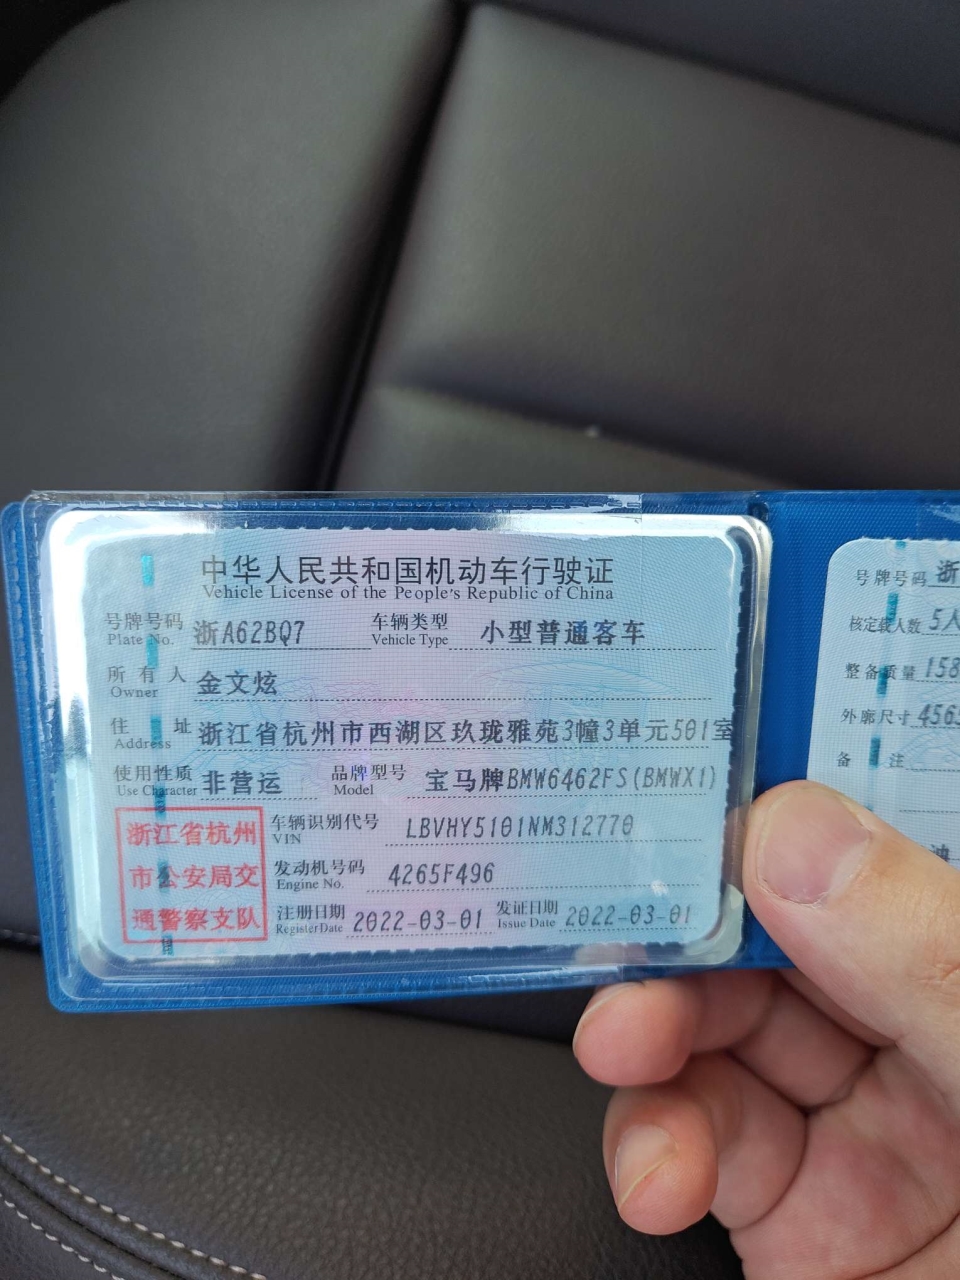 中华人民共和国机动车行驶证
Vehicle License of the People's Republic of China
号牌号码 浙A62BQ7 车辆类型 小型普通客车
Plate No. Vehicle Type
所有人 金文炫
Owner
住址 浙江省杭州市西湖区玖珑雅苑3幢3单元501室
Address
使用性质 非营运 品牌型号 宝马牌BMW6462FS(BMWX1)
Use Character Model
浙江省杭州
市公安局交
通警察支队
车辆识别代号 LBVHY5101NM312770
VIN
发动机号码 4265F496
Engine No.
注册日期 2022-03-01 发证日期 2022-03-01
Register Date Issue Date
号牌号码 浙
核定载人数 5人
整备质量 158
外廓尺寸 4565
备注